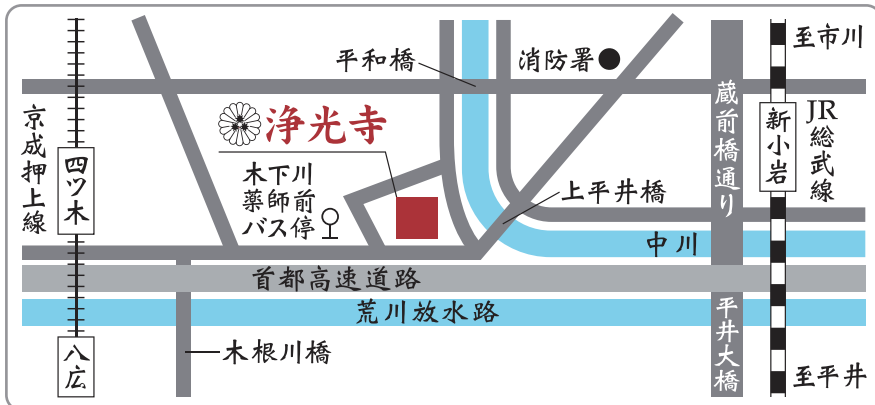 至市川
平和橋
消防署
京成押上線
四ツ木
浄光寺
蔵前橋通り
新小岩
JR総武線
木下川
薬師前
バス停
上平井橋
中川
首都高速道路
荒川放水路
八広
木根川橋
平井大橋
至平井